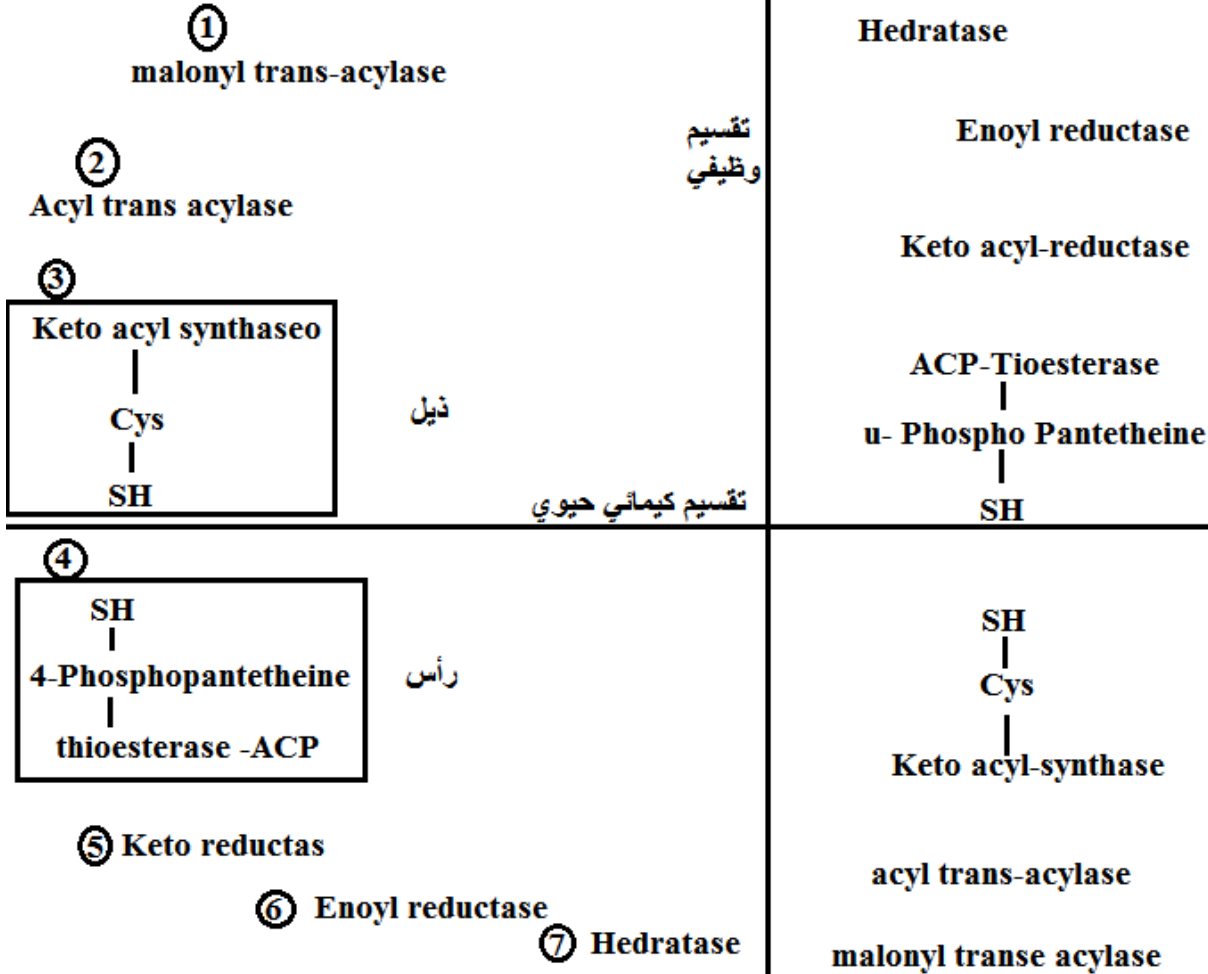 1
malonyl trans-acylase
2
Acyl trans acylase
3
Keto acyl synthaseo
Cys
SH
ذيل
تقسيم
وظيفي
تقسيم كيمائي حيوي
4
SH
4-Phosphopantetheine
thioesterase -ACP
رأس
5 Keto reductas
6 Enoyl reductase
7 Hedratase
Hedratase
Enoyl reductase
Keto acyl-reductase
ACP-Tioesterase
u- Phospho Pantetheine
SH
SH
Cys
Keto acyl-synthase
acyl trans-acylase
malonyl transe acylase